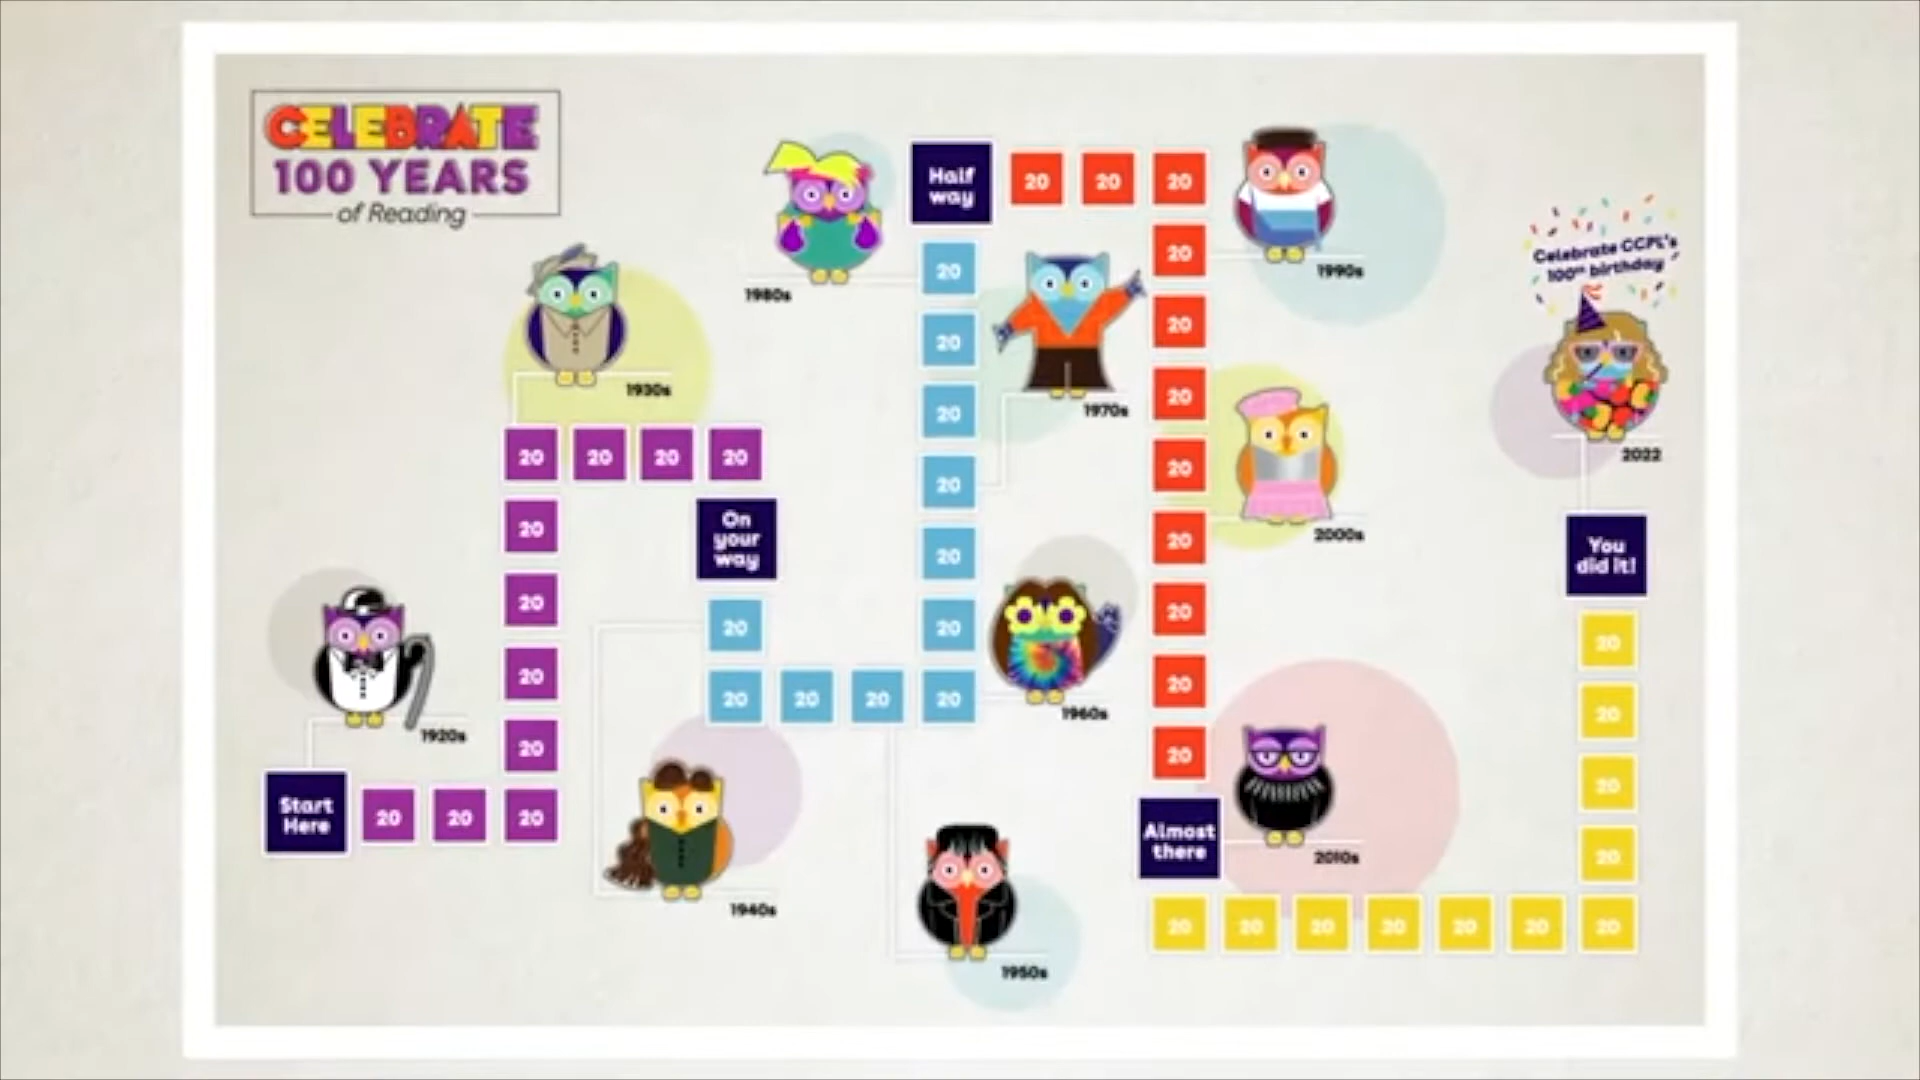 CELEBRATE
100 YEARS
of Reading
Start
Here
20
20
20
20
20
20
20
20
20
20
20
1920s
1930s
On
your
way
20
20
20
20
20
20
20
20
20
20
20
1940s
1950s
1960s
1970s
1980s
Half
way
20
20
20
20
20
20
20
20
20
20
20
1990s
2000s
Almost
there
2010s
20
20
20
20
20
20
20
20
20
20
20
You
did it!
2022
Celebrate CCPL's
100th birthday